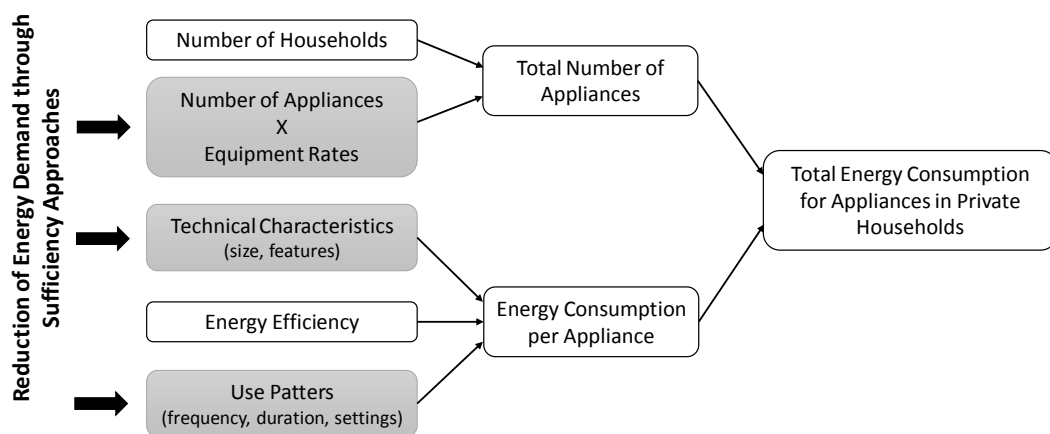 Reduction of Energy Demand through
Sufficiency Approaches
Number of Households
Number of Appliances
X
Equipment Rates
Technical Characteristics
(size, features)
Energy Efficiency
Use Patters
(frequency, duration, settings)
Total Number of
Appliances
Energy Consumption
per Appliance
Total Energy Consumption
for Appliances in Private
Households